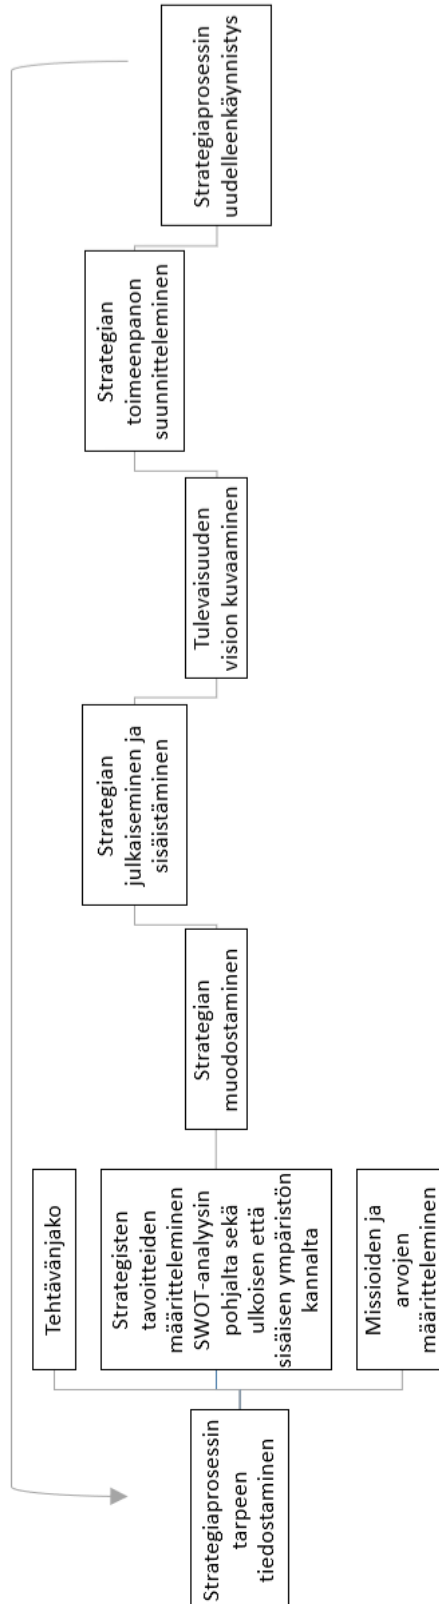 Strategiaprosessin
tarpeen
tiedostaminen
Tehtävänjako
Strategisten
tavoitteiden
määritteleminen
SWOT-analyysin
pohjalta sekä
ulkoisen että
sisäisen ympäristön
kannalta
Missioiden ja
arvojen
määritteleminen
Strategian
muodostaminen
Strategian
julkaiseminen ja
sisäistäminen
Tulevaisuuden
vision kuvaaminen
Strategian
toimeenpanon
suunnitteleminen
Strategiaprosessin
uudelleenkäynnistys